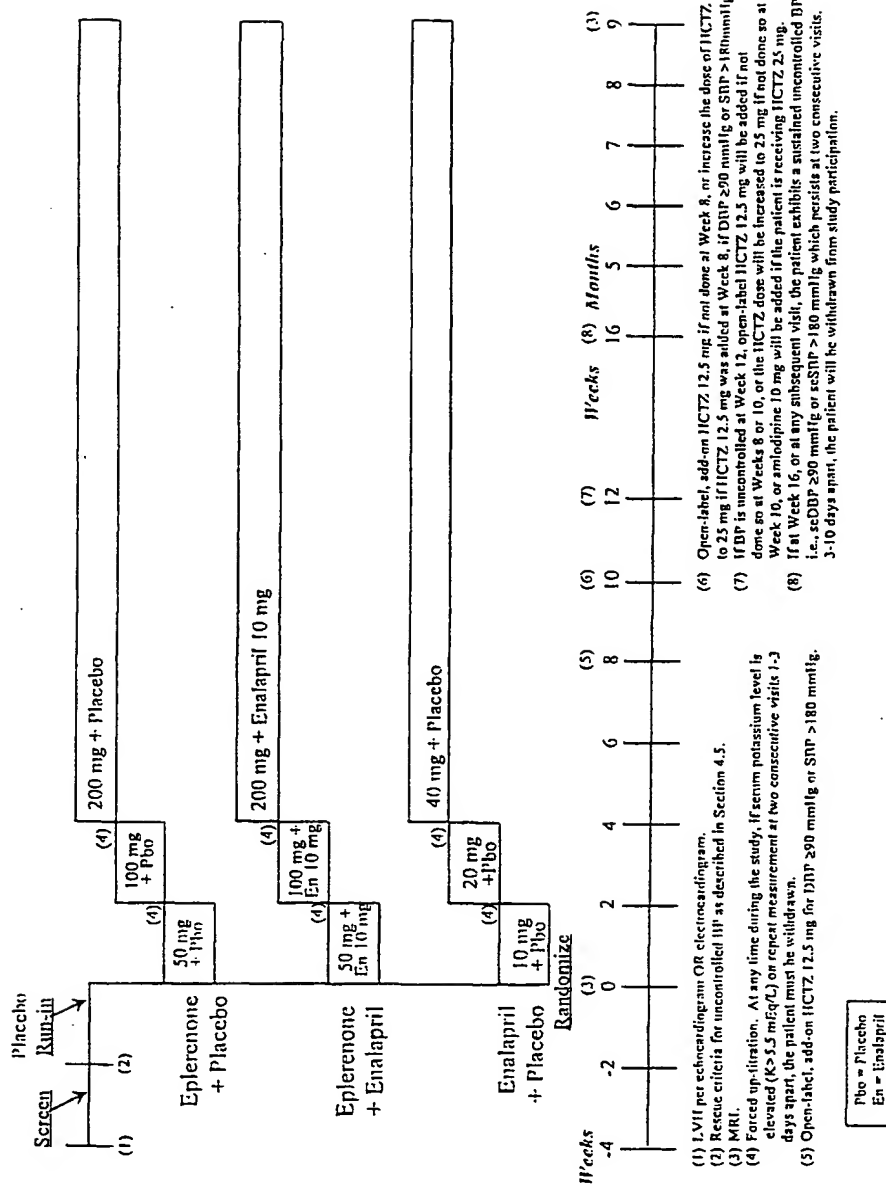 Placebo
Screen
Run-in
(1)
(2)
Eplerenone
+ Placebo
50 mg
+ Pbo
(4)
100 mg
+ Pbo
(4)
200 mg + Placebo
Eplerenone
+ Enalapril
50 mg +
En 10 mg
(4)
100 mg +
En 10 mg
(4)
200 mg + Enalapril 10 mg
Enalapril
+ Placebo
10 mg
+ Pbo
(4)
20 mg
+Pbo
(4)
40 mg + Placebo
Randomize
(3) (5) (6) (7) (8) (3)
Weeks Weeks Months
-4 -2 0 2 4 6 8 10 12 16 5 6 7 8 9
(1) LVH per echocardingram OR electrocardingram.
(2) Rescue criteria for uncontrolled BP as described in Section 4.5.
(3) MRI.
(4) Forced up-titration. At any time during the study, if serum potassium level is
elevated (K>5.5 mEq/L) on repeat measurement at two consecutive visits 1-3
days apart, the patient must be withdrawn.
(5) Open-label, add-on HCTZ 12.5 mg for DBP ≥90 mmHg or SBP >180 mmHg.
(6) Open-label, add-on HCTZ 12.5 mg if not done at Week 8, or increase the dose of HCTZ
to 25 mg if HCTZ 12.5 mg was added at Week 8, if DBP ≥90 mmHg or SBP >180mmHg
(7) If BP is uncontrolled at Week 12, open-label HCTZ 12.5 mg will be added if not
done so at Weeks 8 or 10, or the HCTZ dose will be increased to 25 mg if not done so at
Week 10, or amlodipine 10 mg will be added if the patient is receiving HCTZ 25 mg.
(8) If at Week 16, or at any subsequent visit, the patient exhibits a sustained uncontrolled BP
i.e., seDBP ≥90 mmHg or seSBP >180 mmHg which persists at two consecutive visits.
3-10 days apart, the patient will be withdrawn from study participation.
Pbo = Placebo
En = Enalapril